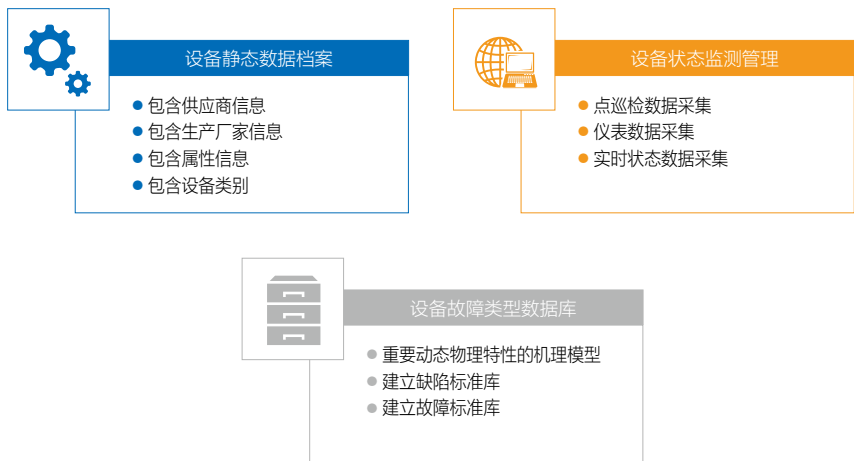 设备静态数据档案
包含供应商信息
包含生产厂家信息
包含属性信息
包含设备类别
设备状态监测管理
点巡检数据采集
仪表数据采集
实时状态数据采集
设备故障类型数据库
重要动态物理特性的机理模型
建立缺陷标准库
建立故障标准库